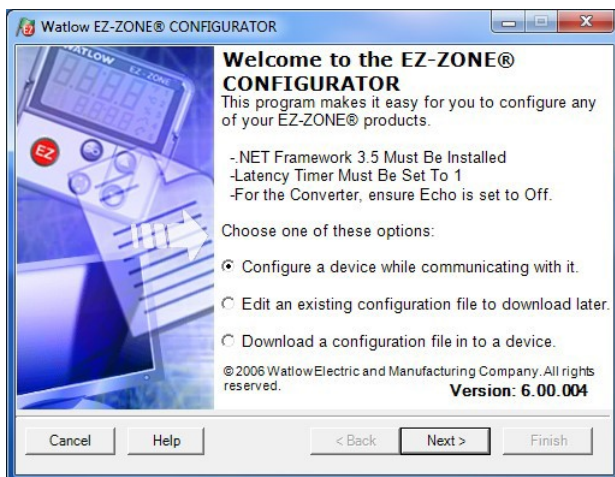 Watlow EZ-ZONE® CONFIGURATOR
WATLOW EZ-ZONE
EZ
Welcome to the EZ-ZONE®
CONFIGURATOR
This program makes it easy for you to configure any
of your EZ-ZONE® products.
-.NET Framework 3.5 Must Be Installed
-Latency Timer Must Be Set To 1
-For the Converter, ensure Echo is set to Off.
Choose one of these options:
Configure a device while communicating with it.
Edit an existing configuration file to download later.
Download a configuration file in to a device.
©2006 Watlow Electric and Manufacturing Company. All rights
reserved.
Version: 6.00.004
Cancel Help < Back Next > Finish